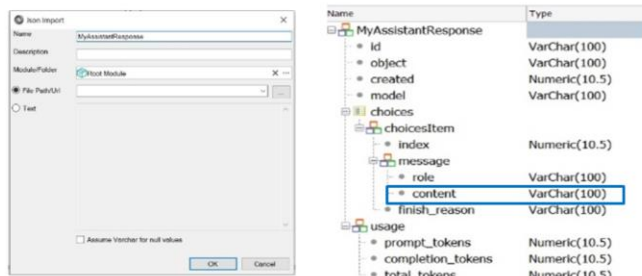 Json Import
Name
MyAssistantResponse
Description
Module/Folder
Root Module
File Path/Url
Text
Assume Varchar for null values
OK
Cancel
Name Type
MyAssistantResponse
id VarChar(100)
object VarChar(100)
created Numeric(10.5)
model VarChar(100)
choices
choicesItem
index Numeric(10.5)
message
role VarChar(100)
content VarChar(100)
finish_reason VarChar(100)
usage
prompt_tokens Numeric(10.5)
completion_tokens Numeric(10.5)
total_tokens Numeric(10.5)